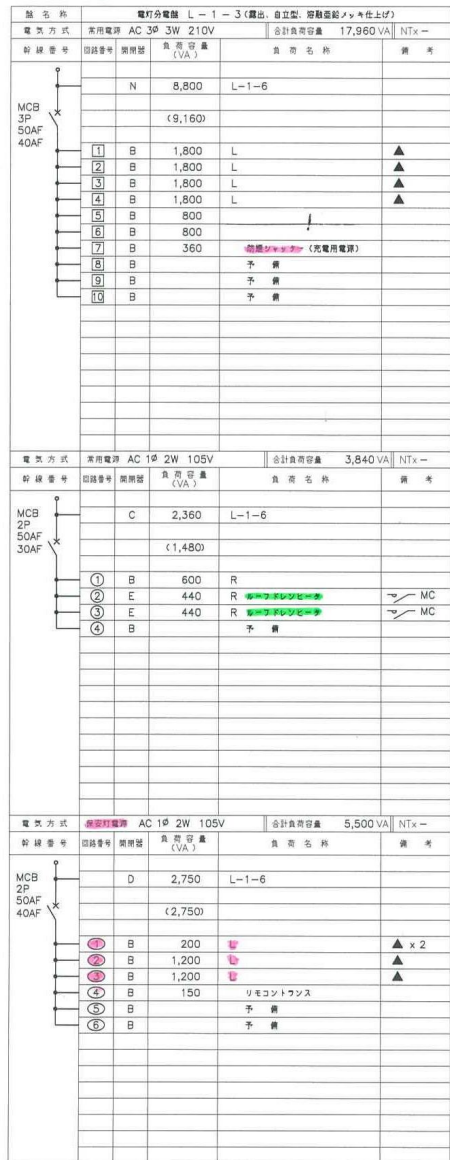 盤名称 電灯分電盤 L-1-3(露出、自立型、溶融亜鉛メッキ仕上げ)
電気方式 常用電源 AC 3Φ 3W 210V 合計負荷容量 17,960 VA NTx -
幹線番号 回路番号 開閉器 負荷容量 (VA) 負荷名称 備考
N 8,800 L-1-6
MCB 3P 50AF 40AF
(9,160)
1 B 1,800 L ▲
2 B 1,800 L ▲
3 B 1,800 L ▲
4 B 1,800 L ▲
5 B 800
6 B 800
7 B 360 防煙シャッター (充電用電源)
8 B 予備
9 B 予備
10 B 予備
電気方式 常用電源 AC 1Φ 2W 105V 合計負荷容量 3,840 VA NTx -
幹線番号 回路番号 開閉器 負荷容量 (VA) 負荷名称 備考
C 2,360 L-1-6
MCB 2P 50AF 30AF
(1,480)
① B 600 R
② E 440 R ルーフドレンヒータ MC
③ E 440 R ルーフドレンヒータ MC
④ B 予備
電気方式 保安灯電源 AC 1Φ 2W 105V 合計負荷容量 5,500 VA NTx -
幹線番号 回路番号 開閉器 負荷容量 (VA) 負荷名称 備考
D 2,750 L-1-6
MCB 2P 50AF 40AF
(2,750)
① B 200 L ▲ x 2
② B 1,200 L ▲
③ B 1,200 L ▲
④ B 150 リモコントランス
⑤ B 予備
⑥ B 予備